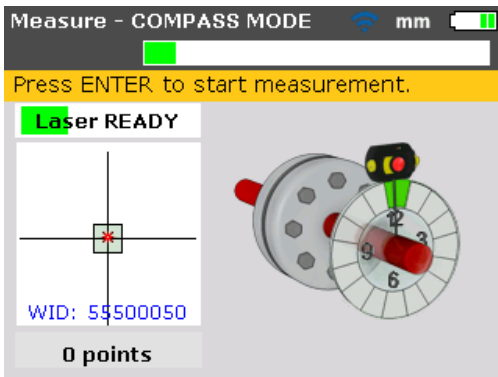 Measure - COMPASS MODE mm
Press ENTER to start measurement.
Laser READY
12
3
9
6
WID: 55500050
0 points